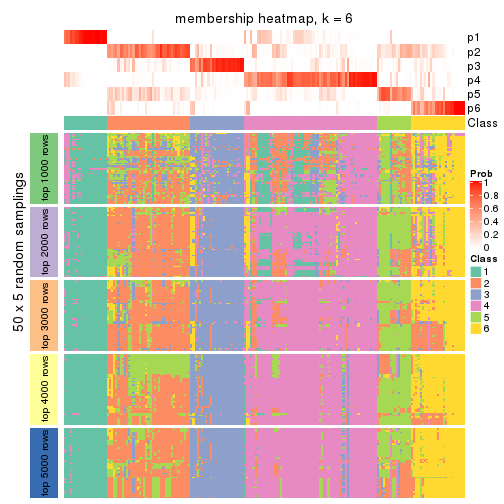 membership heatmap, k = 6
p1
p2
p3
p4
p5
p6
Class
50 x 5 random samplings
top 1000 rows
top 2000 rows
top 3000 rows
top 4000 rows
top 5000 rows
Prob
1
0.8
0.6
0.4
0.2
0
Class
1
2
3
4
5
6